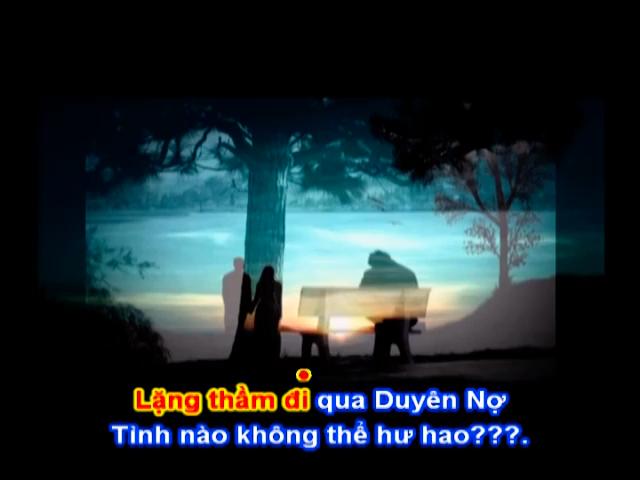 Lặng thầm đi qua Duyên Nợ
Tình nào không thể hư hao???.